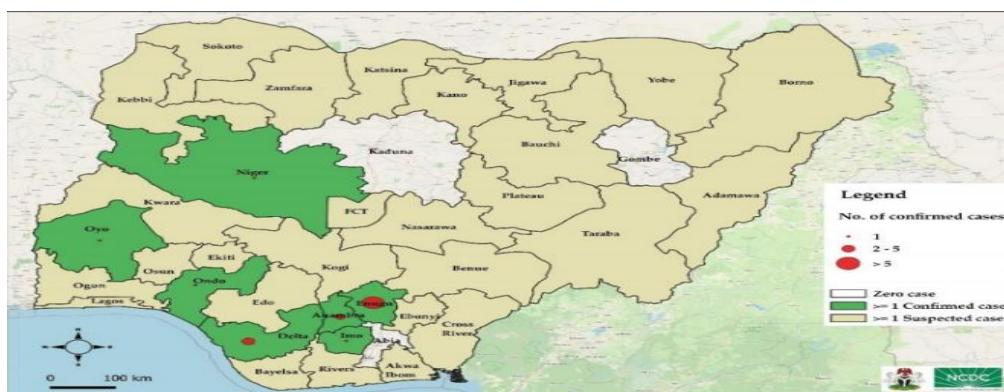 Sokoto
Katsina
Jigawa
Yobe
Borno
Zamfara
Kano
Kebbi
Kaduna
Bauchi
Gombe
Niger
Adamawa
Kwara
Plateau
FCT
Oyo
Nasarawa
Taraba
Ekiti
Kogi
Osun
Benue
Ogun
Ondo
Lagos
Edo
Enugu
Anambra
Ebonyi
Delta
Imo
Abia
Cross
River
Bayelsa
Rivers
Akwa
Ibom
Legend
No. of confirmed cases
1
2 - 5
> 5
Zero case
>= 1 Confirmed case
>= 1 Suspected case
0 100 km
NCDC